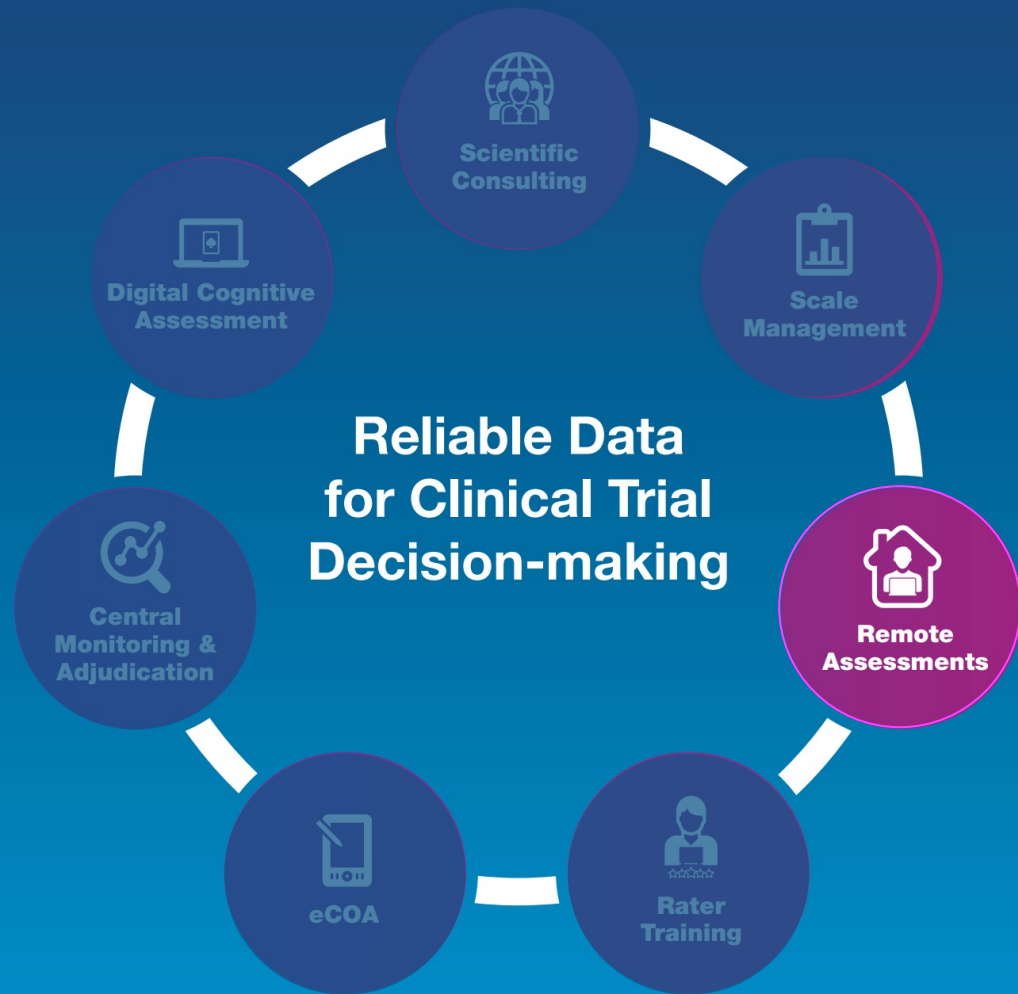 Scientific
Consulting
Digital Cognitive
Assessment
Scale
Management
Reliable Data
for Clinical Trial
Decision-making
Central
Monitoring &
Adjudication
Remote
Assessments
eCOA
Rater
Training